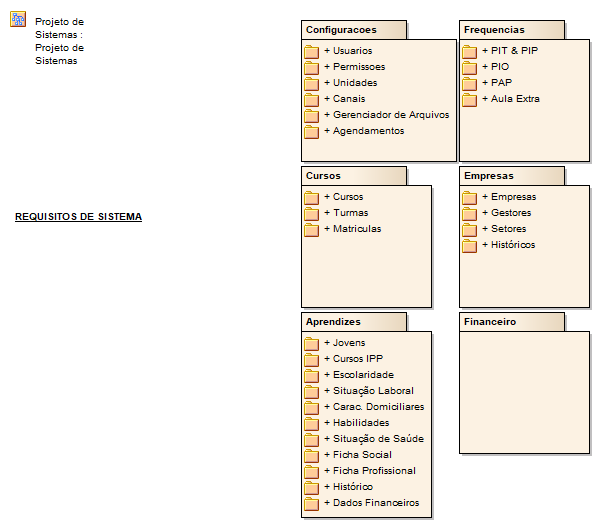 Projeto de
Sistemas :
Projeto de
Sistemas
REQUISITOS DE SISTEMA
Configuracoes
+ Usuarios
+ Permissoes
+ Unidades
+ Canais
+ Gerenciador de Arquivos
+ Agendamentos
Frequencias
+ PIT & PIP
+ PIO
+ PAP
+ Aula Extra
Cursos
+ Cursos
+ Turmas
+ Matriculas
Empresas
+ Empresas
+ Gestores
+ Setores
+ Históricos
Aprendizes
+ Jovens
+ Cursos IPP
+ Escolaridade
+ Situação Laboral
+ Carac. Domiciliares
+ Habilidades
+ Situação de Saúde
+ Ficha Social
+ Ficha Profissional
+ Histórico
+ Dados Financeiros
Financeiro